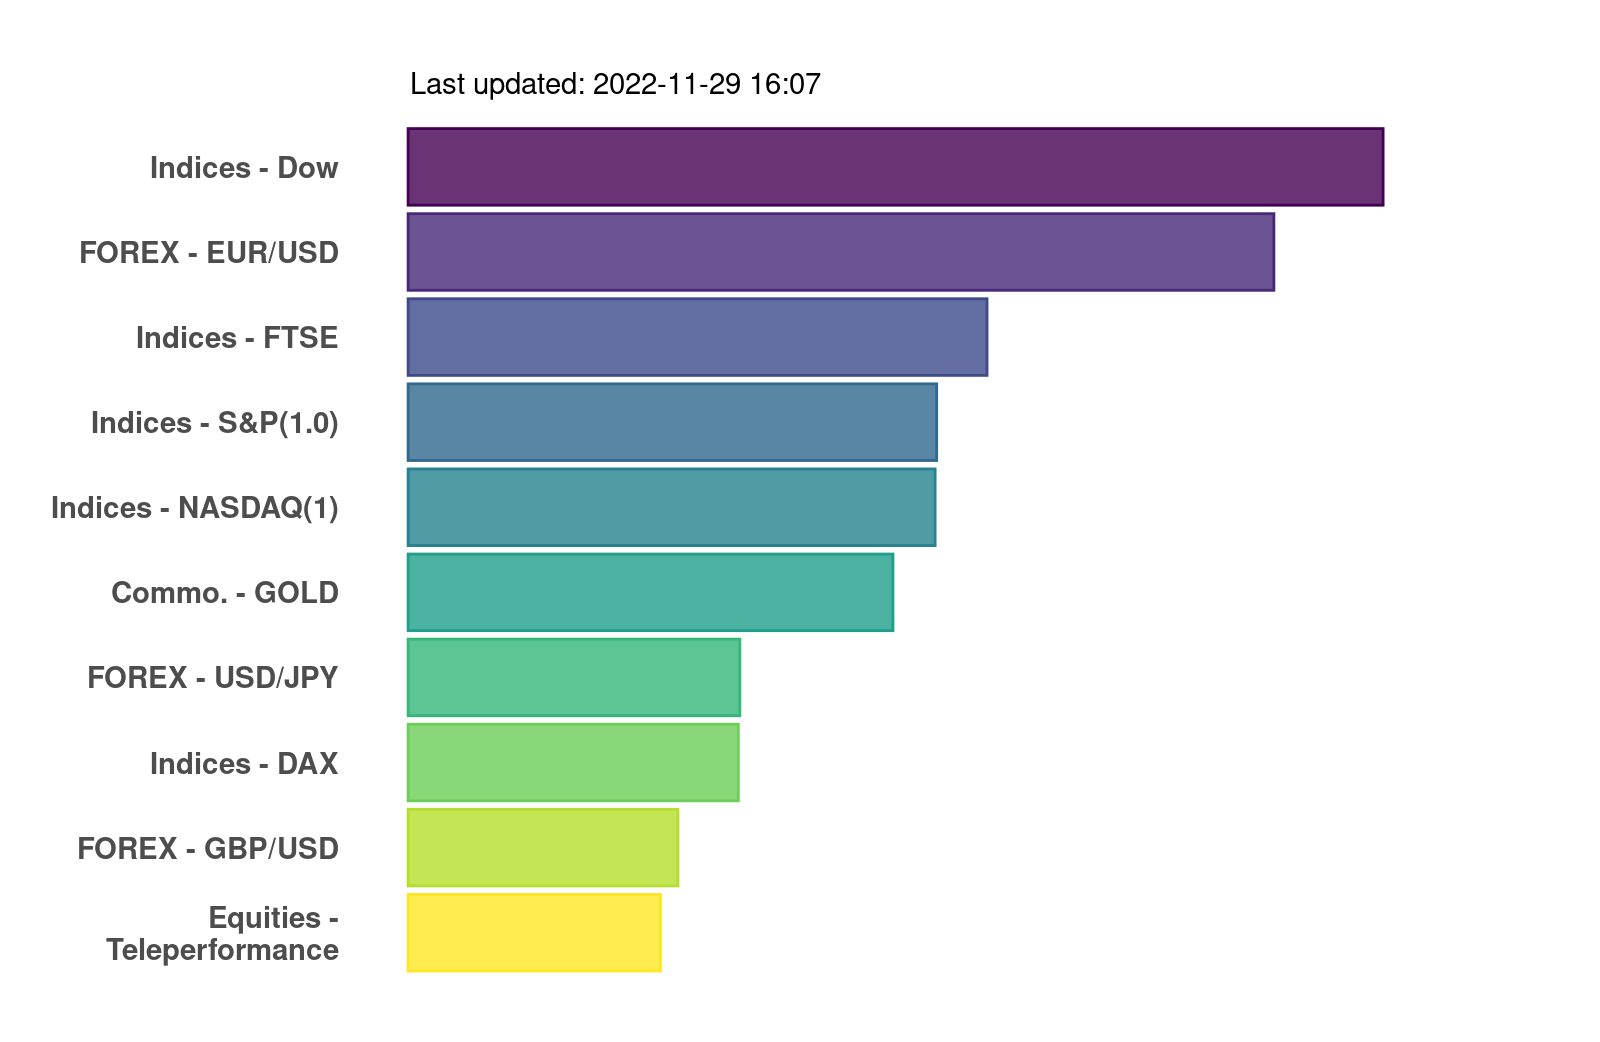 Last updated: 2022-11-29 16:07
Indices - Dow
FOREX - EUR/USD
Indices - FTSE
Indices - S&P(1.0)
Indices - NASDAQ(1)
Commo. - GOLD
FOREX - USD/JPY
Indices - DAX
FOREX - GBP/USD
Equities -
Teleperformance